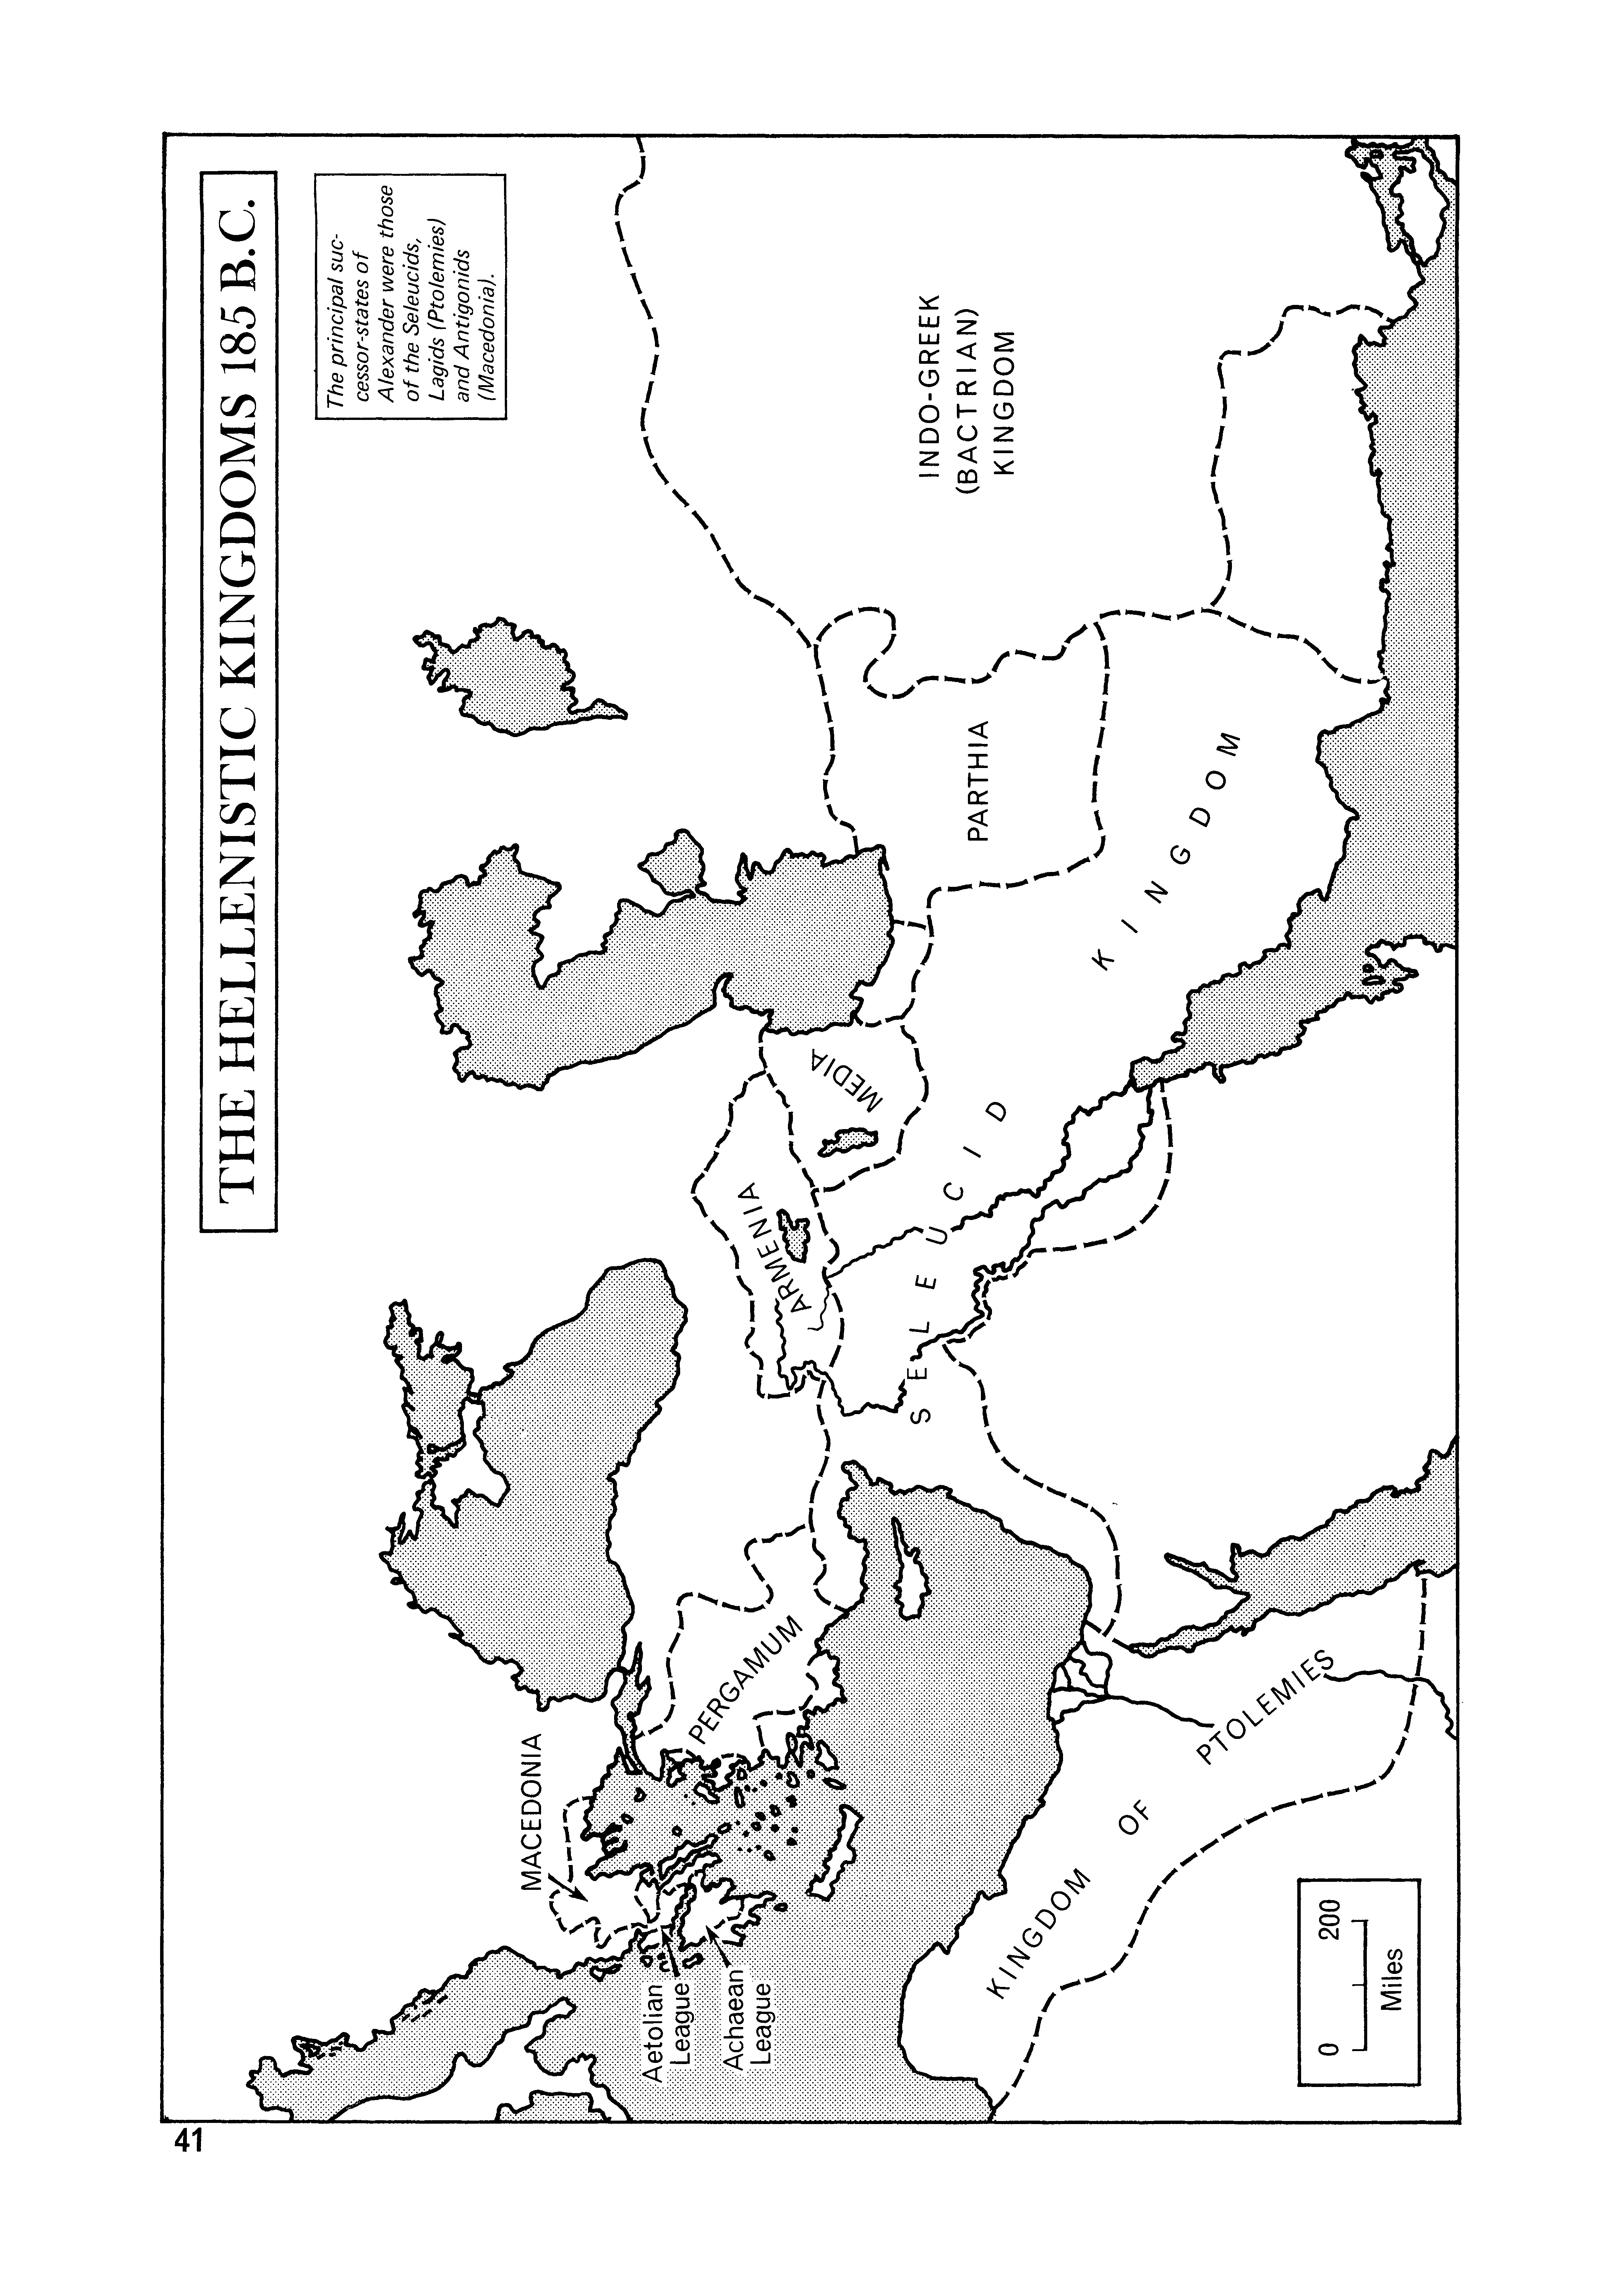 THE HELLENISTIC KINGDOMS 185 B.C.
The principal suc-
cessor-states of
Alexander were those
of the Seleucids,
Lagids (Ptolemies)
and Antigonids
(Macedonia).
MACEDONIA
Aetolian
League
Achaean
League
PERGAMUM
ARMENIA
MEDIA
SELEUCID KINGDOM
PARTHIA
INDO-GREEK
(BACTRIAN)
KINGDOM
KINGDOM OF PTOLEMIES
0 200
Miles
41